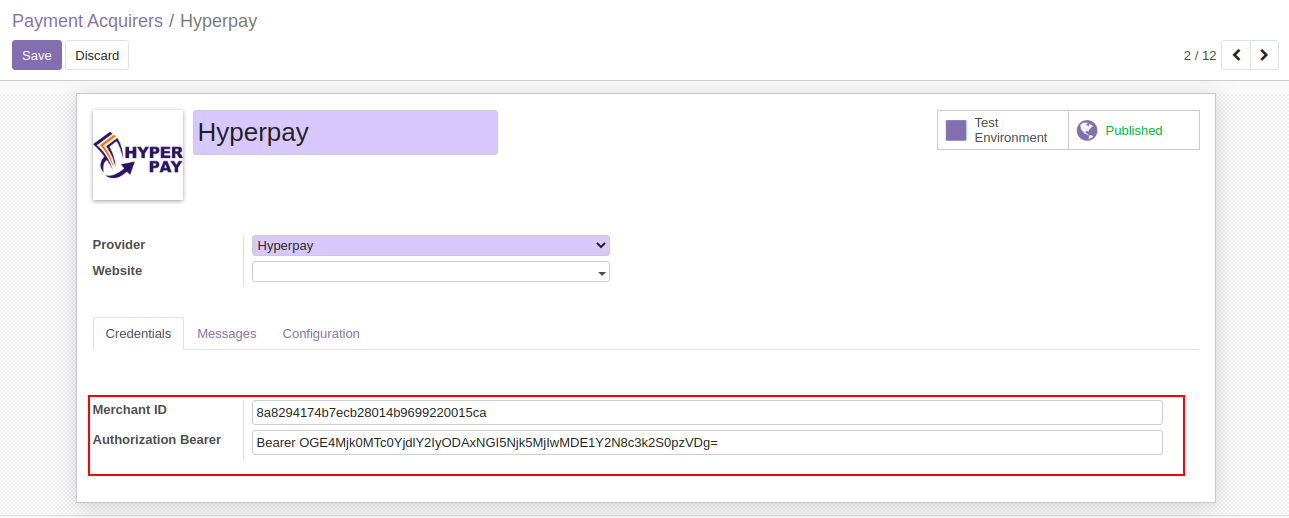 Payment Acquirers / Hyperpay
Save Discard 2 / 12
HYPER
PAY
Hyperpay
Test
Environment
Published
Provider Hyperpay
Website
Credentials Messages Configuration
Merchant ID 8a8294174b7ecb28014b9699220015ca
Authorization Bearer Bearer OGE4Mjk0MTc0YjdlY2IyODAxNGI5Njk5MjIwMDE1Y2N8c3k2S0pzVDg=